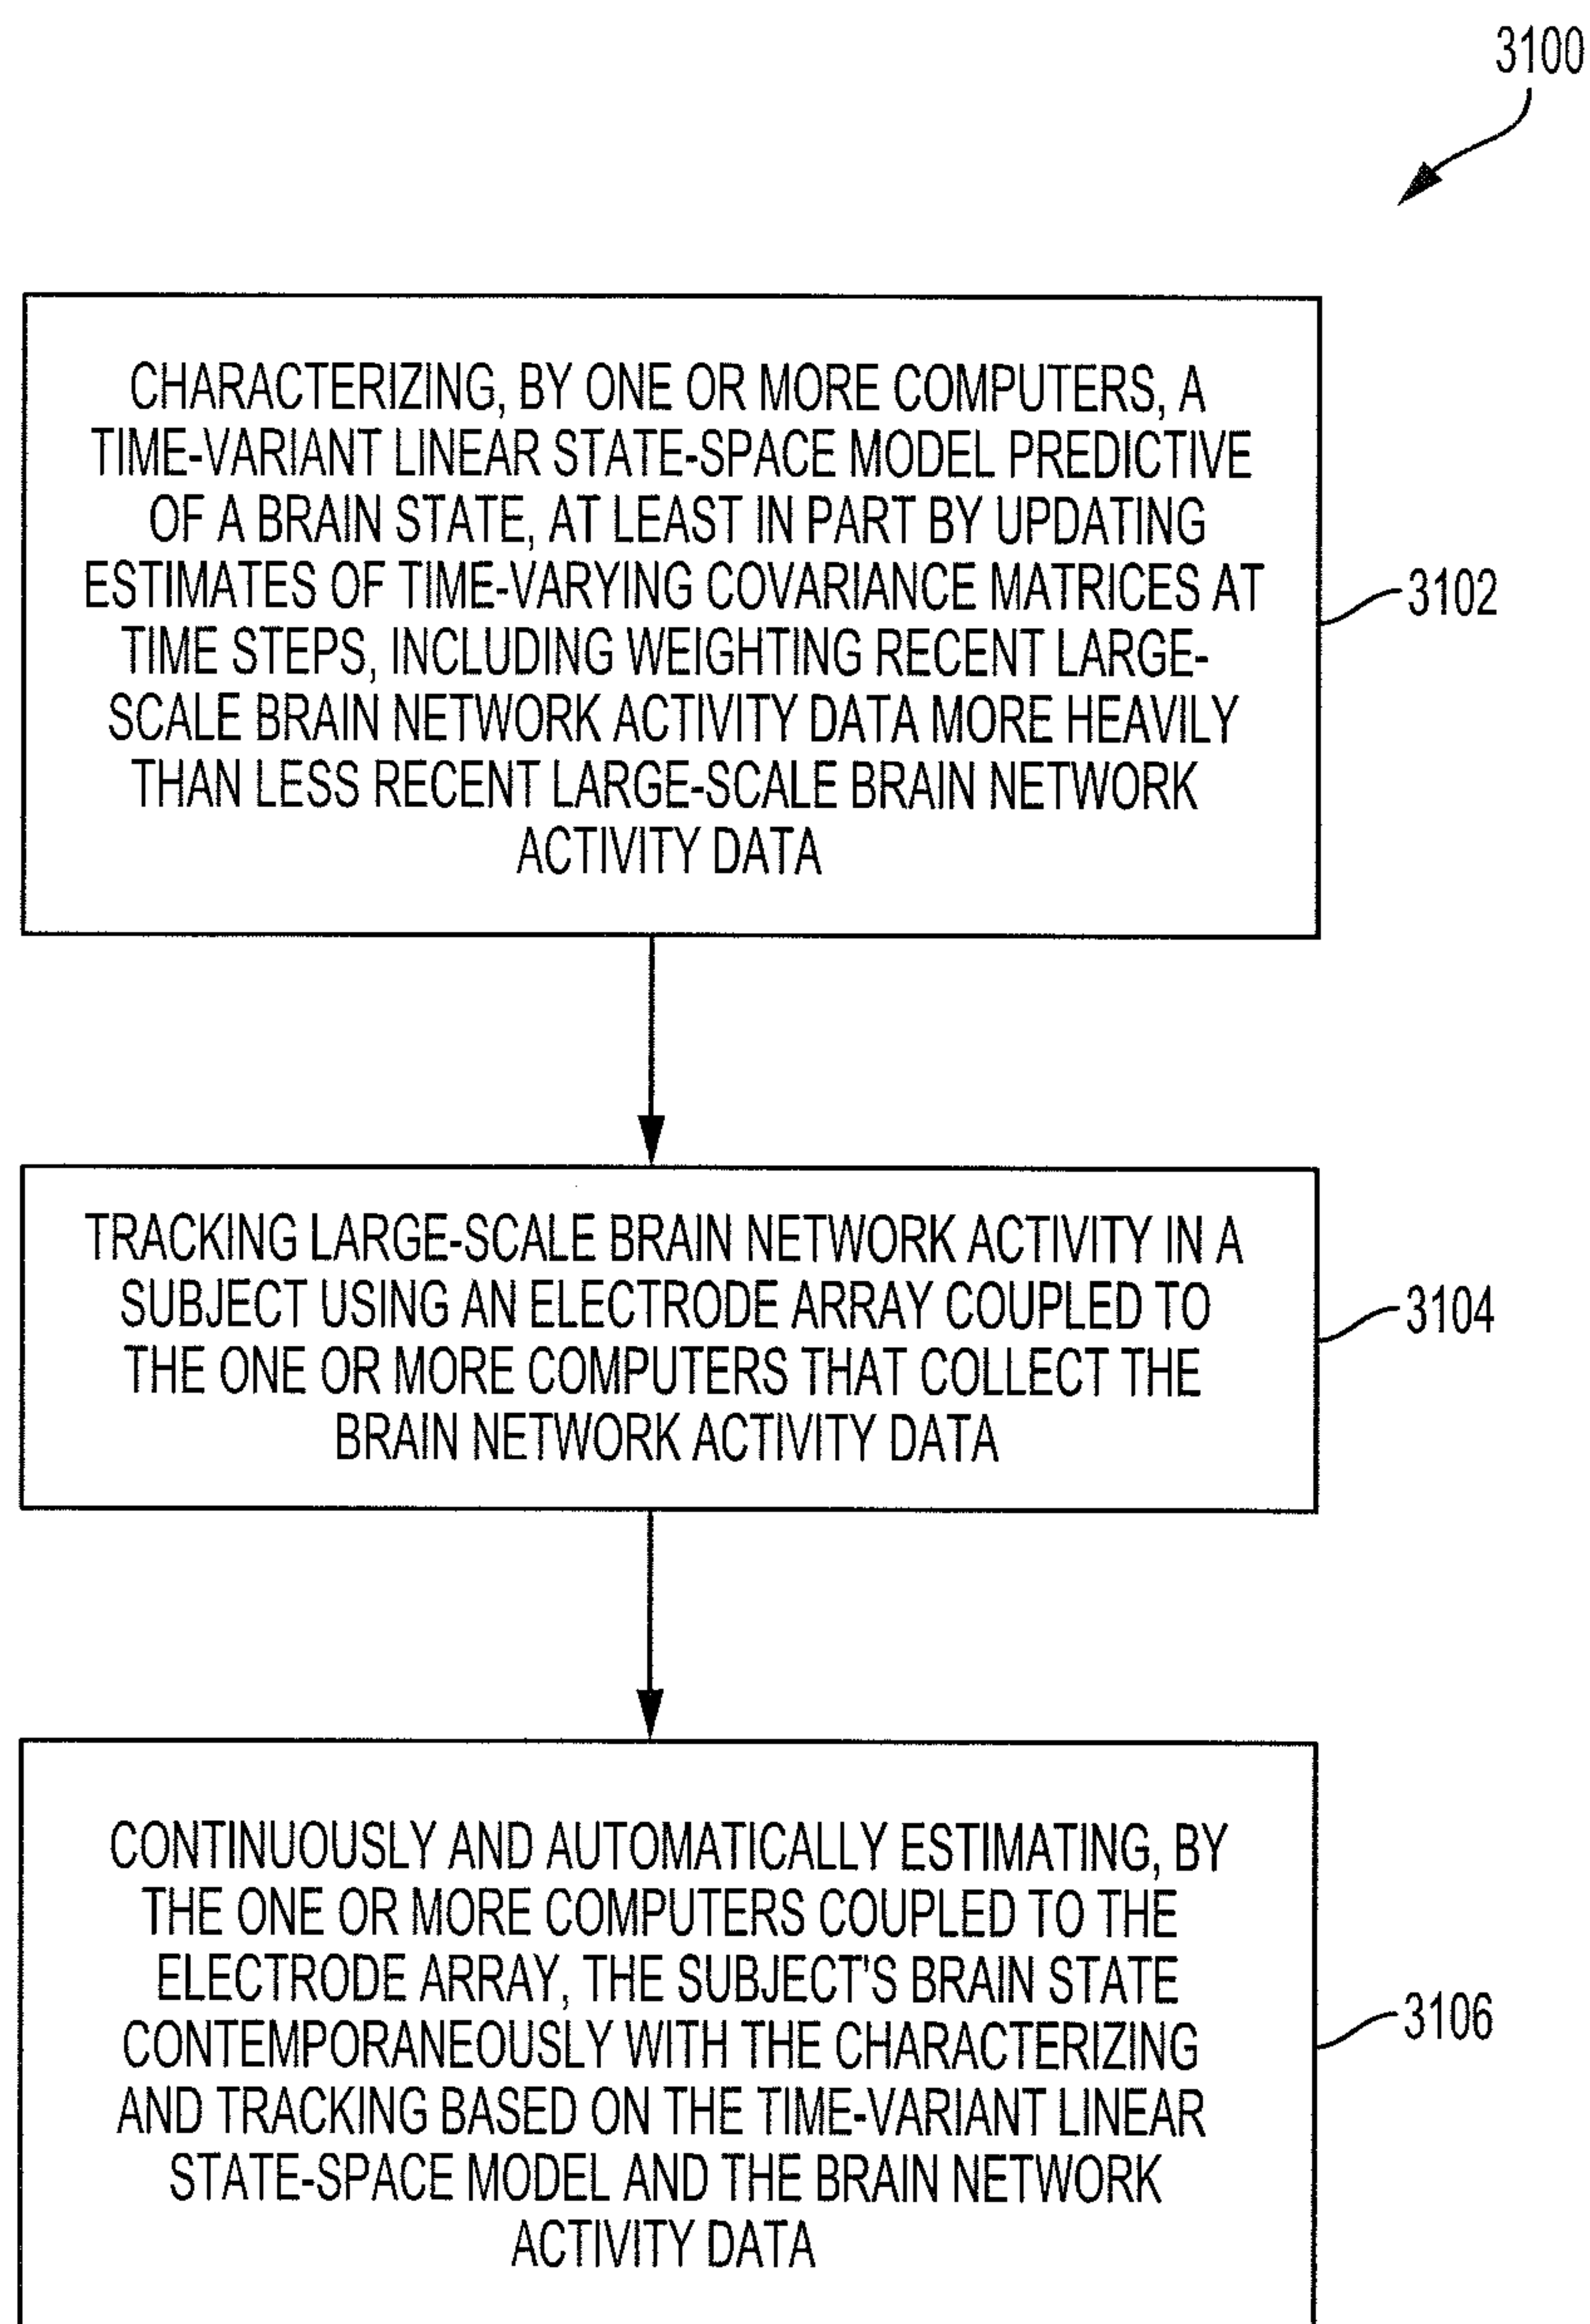 3100
CHARACTERIZING, BY ONE OR MORE COMPUTERS, A
TIME-VARIANT LINEAR STATE-SPACE MODEL PREDICTIVE
OF A BRAIN STATE, AT LEAST IN PART BY UPDATING
ESTIMATES OF TIME-VARYING COVARIANCE MATRICES AT
TIME STEPS, INCLUDING WEIGHTING RECENT LARGE-
SCALE BRAIN NETWORK ACTIVITY DATA MORE HEAVILY
THAN LESS RECENT LARGE-SCALE BRAIN NETWORK
ACTIVITY DATA
3102
TRACKING LARGE-SCALE BRAIN NETWORK ACTIVITY IN A
SUBJECT USING AN ELECTRODE ARRAY COUPLED TO
THE ONE OR MORE COMPUTERS THAT COLLECT THE
BRAIN NETWORK ACTIVITY DATA
3104
CONTINUOUSLY AND AUTOMATICALLY ESTIMATING, BY
THE ONE OR MORE COMPUTERS COUPLED TO THE
ELECTRODE ARRAY, THE SUBJECT'S BRAIN STATE
CONTEMPORANEOUSLY WITH THE CHARACTERIZING
AND TRACKING BASED ON THE TIME-VARIANT LINEAR
STATE-SPACE MODEL AND THE BRAIN NETWORK
ACTIVITY DATA
3106